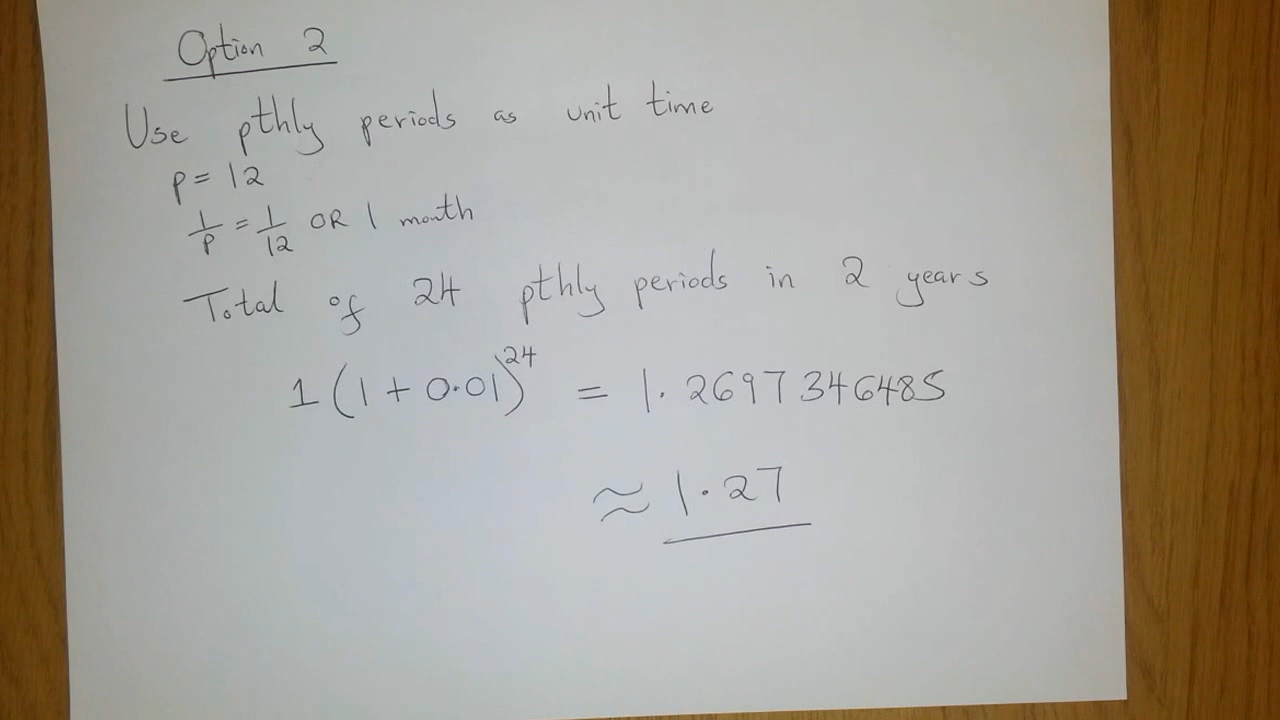 Option 2
Use pthly periods as unit time
p = 12
1/p = 1/12 OR 1 month
Total of 24 pthly periods in 2 years
1(1 + 0.01)^24 = 1.2697346485
≈ 1.27